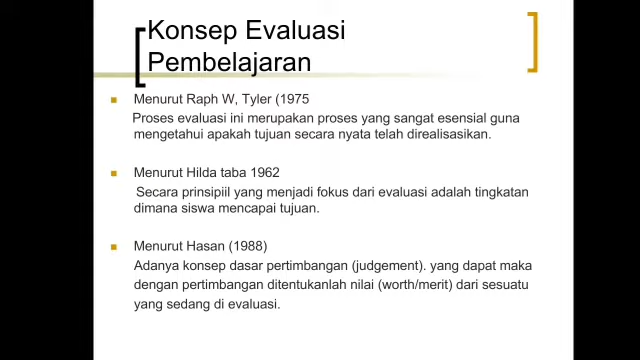 Konsep Evaluasi
Pembelajaran
Menurut Raph W, Tyler (1975
Proses evaluasi ini merupakan proses yang sangat esensial guna
mengetahui apakah tujuan secara nyata telah direalisasikan.
Menurut Hilda taba 1962
Secara prinsipiil yang menjadi fokus dari evaluasi adalah tingkatan
dimana siswa mencapai tujuan.
Menurut Hasan (1988)
Adanya konsep dasar pertimbangan (judgement). yang dapat maka
dengan pertimbangan ditentukanlah nilai (worth/merit) dari sesuatu
yang sedang di evaluasi.